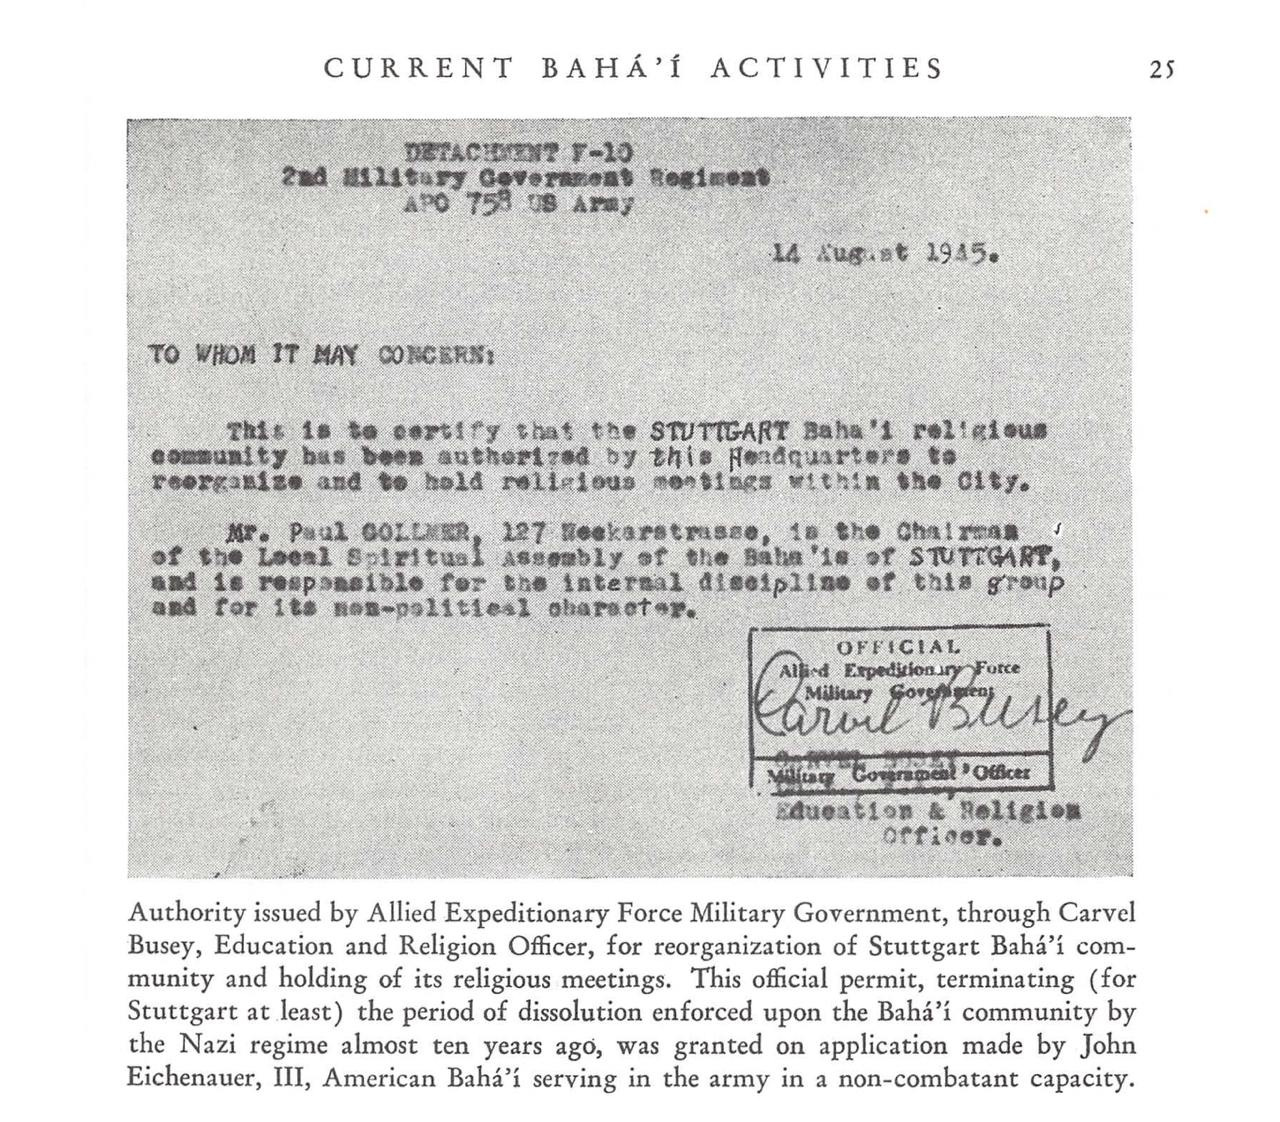 CURRENT BAHÁ'Í ACTIVITIES 25
DETACHMENT F-10
2nd Military Government Regiment
APO 758 US Army
14 August 1945.
TO WHOM IT MAY CONCERN:
This is to certify that the STUTTGART Baha'i religious
community has been authorized by this Headquarters to
reorganize and to hold religious meetings within the City.
Mr. Paul GOLLMER, 127 Neckarstrasse, is the Chairman
of the Local Spiritual Assembly of the Baha'is of STUTTGART,
and is responsible for the internal discipline of this group
and for its non-political character.
OFFICIAL
Allied Expeditionary Force
Military Government
Carvel Busey
CARVEL BUSEY
Military Government Officer
Education & Religion
Officer.
Authority issued by Allied Expeditionary Force Military Government, through Carvel
Busey, Education and Religion Officer, for reorganization of Stuttgart Bahá'í com-
munity and holding of its religious meetings. This official permit, terminating (for
Stuttgart at least) the period of dissolution enforced upon the Bahá'í community by
the Nazi regime almost ten years ago, was granted on application made by John
Eichenauer, III, American Bahá'í serving in the army in a non-combatant capacity.